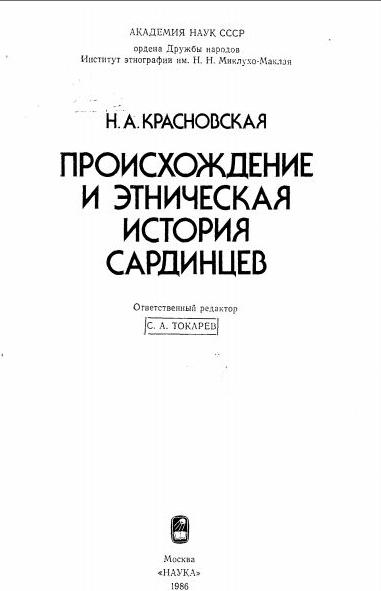 АКАДЕМИЯ НАУК СССР
ордена Дружбы народов
Институт этнографии им. Н. Н. Миклухо-Маклая
Н. А. КРАСНОВСКАЯ
ПРОИСХОЖДЕНИЕ
И ЭТНИЧЕСКАЯ
ИСТОРИЯ
САРДИНЦЕВ
Ответственный редактор
С. А. ТОКАРЕВ
Москва
«НАУКА»
1986